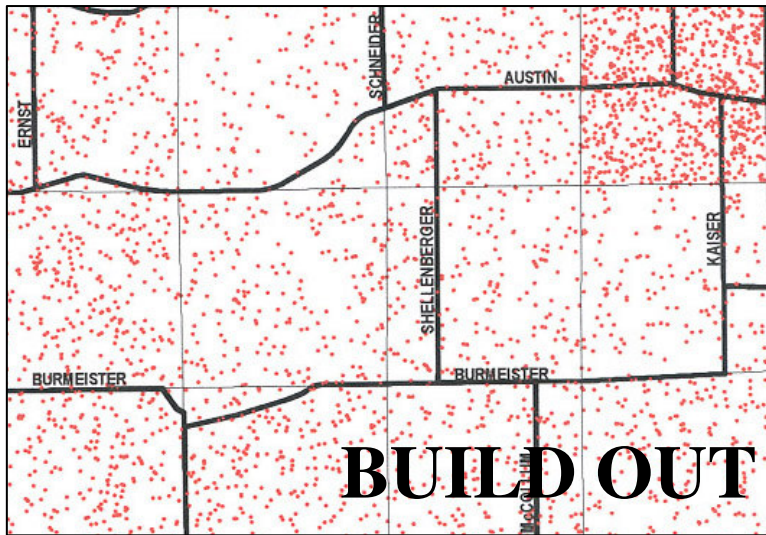 SCHNEIDER
AUSTIN
ERNST
SHELLENBERGER
KAISER
BURMEISTER
BURMEISTER
BUILD OUT